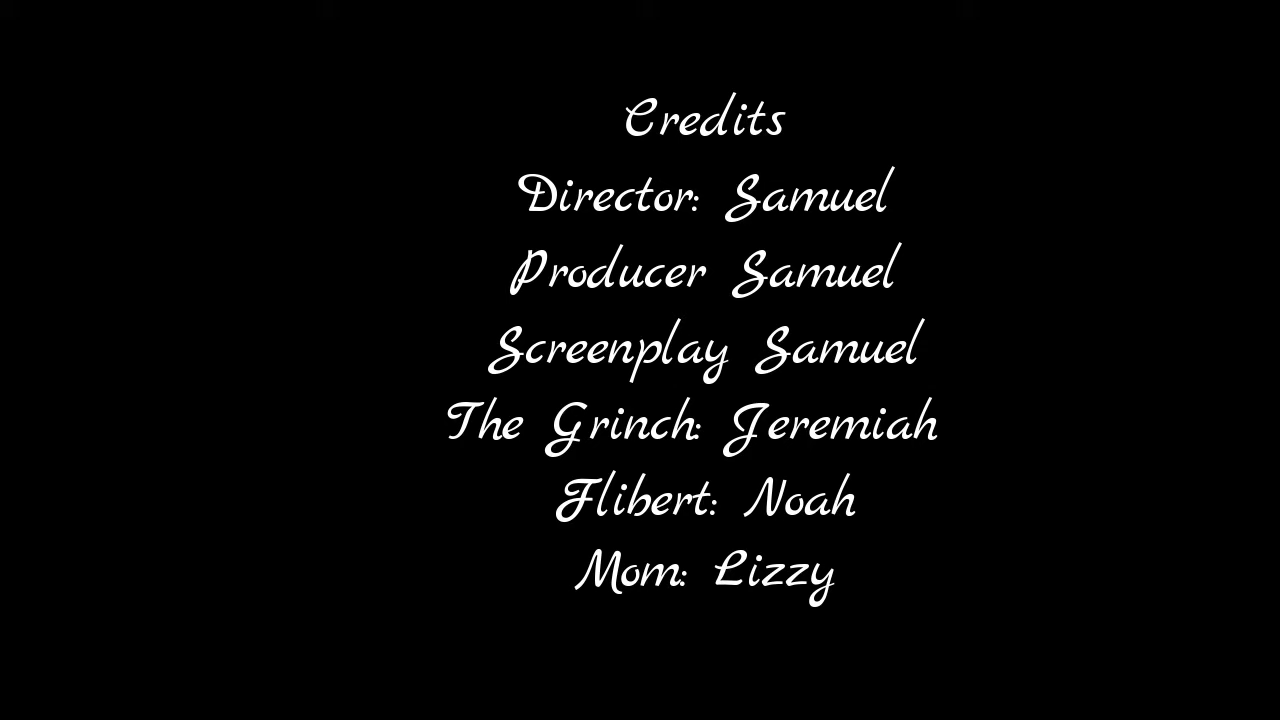 Credits
Director: Samuel
Producer Samuel
Screenplay Samuel
The Grinch: Jeremiah
Flibert: Noah
Mom: Lizzy